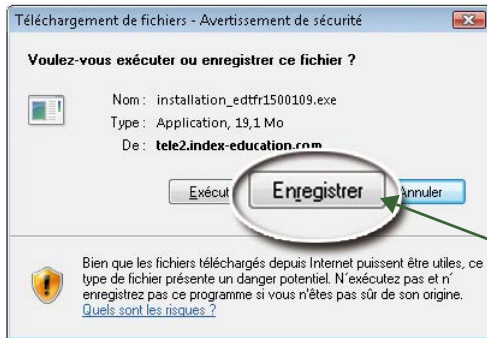 Téléchargement de fichiers - Avertissement de sécurité
Voulez-vous exécuter ou enregistrer ce fichier ?
Nom : installation_edtfr1500109.exe
Type : Application, 19,1 Mo
De : tele2.index-education.com
Exécut Enregistrer Annuler
Bien que les fichiers téléchargés depuis Internet puissent être utiles, ce
type de fichier présente un danger potentiel. N'exécutez pas et n'
enregistrez pas ce programme si vous n'êtes pas sûr de son origine.
Quels sont les risques ?